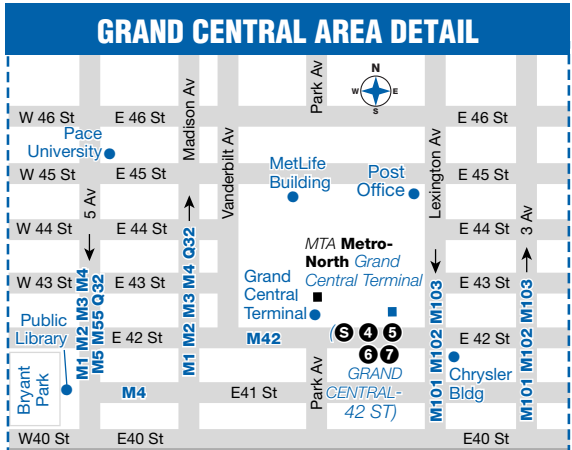 GRAND CENTRAL AREA DETAIL
Madison Av
Park Av
N
W E
S
W 46 St
E 46 St
E 46 St
Pace
University
Vanderbilt Av
Lexington Av
MetLife
Building
Post
Office
W 45 St
E 45 St
E 45 St
5 Av
3 Av
W 44 St
E 44 St
E 44 St
MTA Metro-
North Grand
Central Terminal
W 43 St
E 43 St
E 43 St
Grand
Central
Terminal
M1 M2 M3 M4
M5 M55 Q32
M1 M2 M3 M4 Q32
M101 M102 M103
M101 M102 M103
Public
Library
E 42 St
M42
(S 4 5
6 7
GRAND
CENTRAL-
42 ST)
E 42 St
Chrysler
Bldg
Bryant
Park
M4
E41 St
Park Av
W40 St
E40 St
E40 St